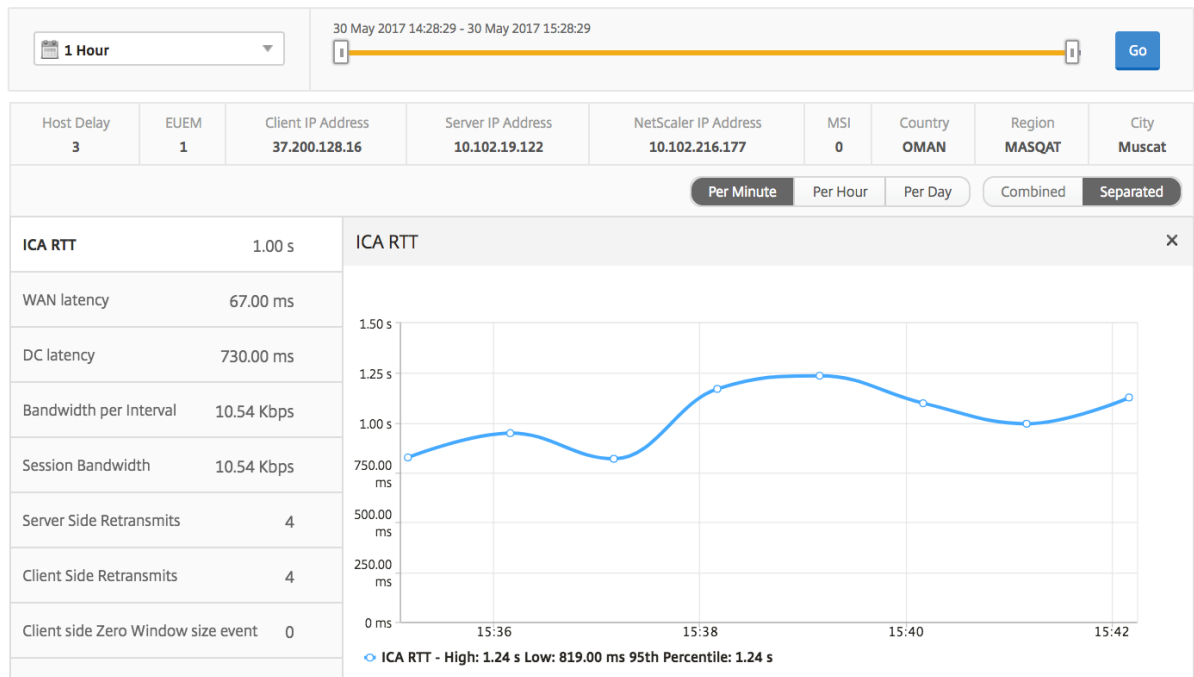 30 May 2017 14:28:29 - 30 May 2017 15:28:29
1 Hour
Go
Host Delay EUEM Client IP Address Server IP Address NetScaler IP Address MSI Country Region City
3 1 37.200.128.16 10.102.19.122 10.102.216.177 0 OMAN MASQAT Muscat
Per Minute Per Hour Per Day Combined Separated
ICA RTT 1.00 s
WAN latency 67.00 ms
DC latency 730.00 ms
Bandwidth per Interval 10.54 Kbps
Session Bandwidth 10.54 Kbps
Server Side Retransmits 4
Client Side Retransmits 4
Client side Zero Window size event 0
ICA RTT ×
1.50 s
1.25 s
1.00 s
750.00
ms
500.00
ms
250.00
ms
0 ms
15:36 15:38 15:40 15:42
ICA RTT - High: 1.24 s Low: 819.00 ms 95th Percentile: 1.24 s